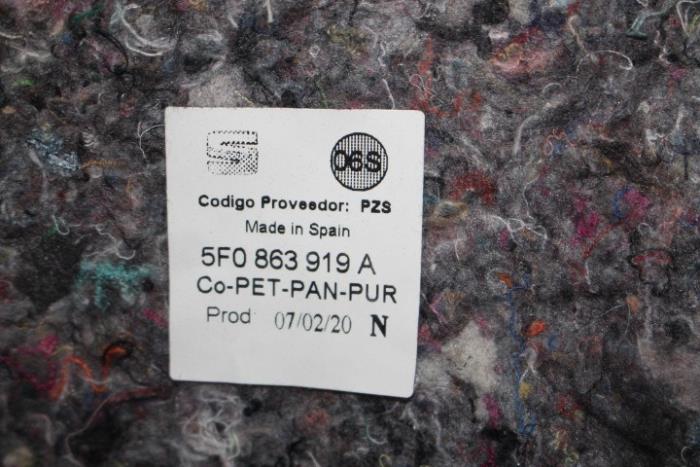 S 06S
Codigo Proveedor: PZS
Made in Spain
5F0 863 919 A
Co-PET-PAN-PUR
Prod 07/02/20 N